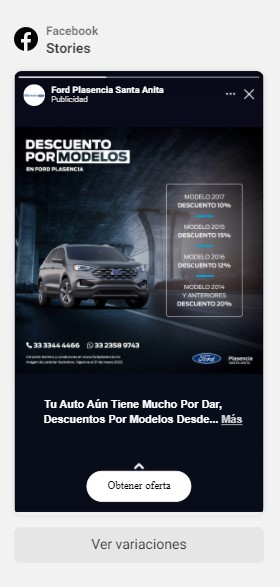 Facebook
Stories
Ford Plasencia Santa Anita
Publicidad
DESCUENTO
POR MODELOS
EN FORD PLASENCIA
MODELO 2017
DESCUENTO 10%
MODELO 2015
DESCUENTO 15%
MODELO 2016
DESCUENTO 12%
MODELO 2014
Y ANTERIORES
DESCUENTO 20%
33 3344 4466 33 2358 9743
Ford
Plasencia
SANTA ANITA
Tu Auto Aún Tiene Mucho Por Dar,
Descuentos Por Modelos Desde... Más
Obtener oferta
Ver variaciones